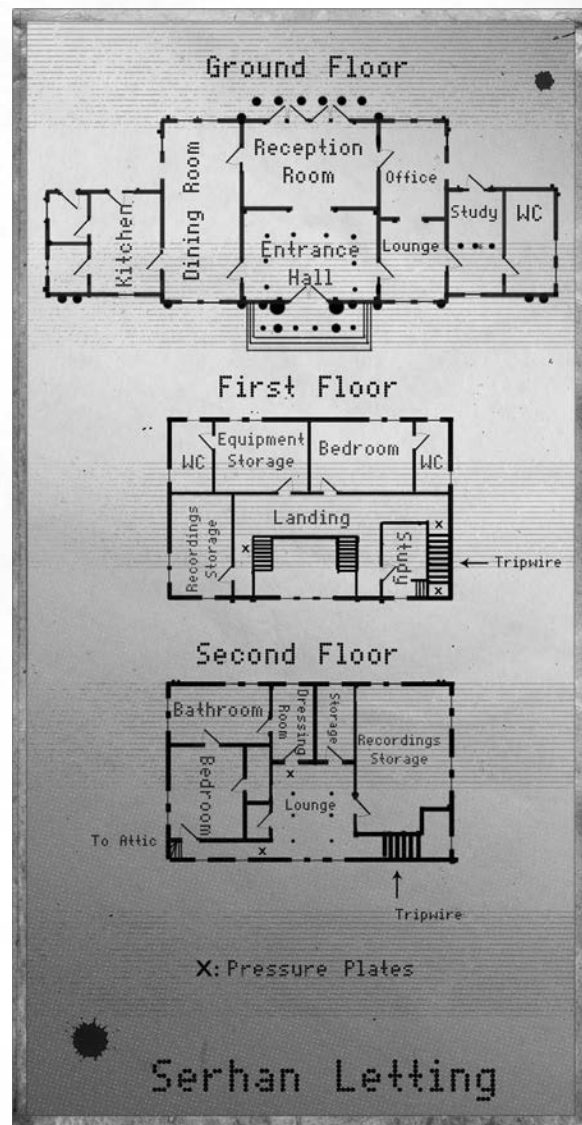 Ground Floor
Reception
Room
Dining Room
Office
Kitchen
Study
WC
Entrance
Hall
Lounge
First Floor
WC
Equipment
Storage
Bedroom
WC
Landing
Recordings
Storage
x
Study
x
x
Tripwire
Second Floor
Bathroom
Dressing
Room
Storage
Recordings
Storage
Bedroom
x
Lounge
To Attic
x
Tripwire
X: Pressure Plates
Serhan Letting